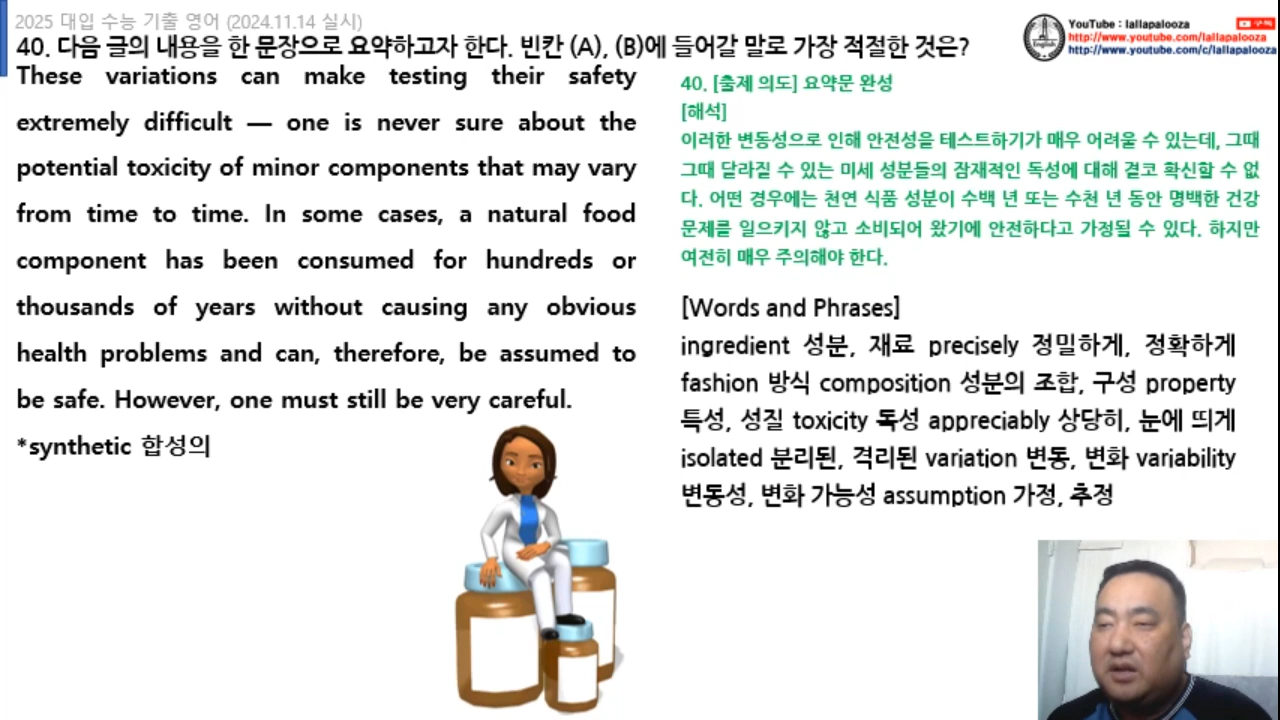 2025 대입 수능 기출 영어 (2024.11.14 실시)
40. 다음 글의 내용을 한 문장으로 요약하고자 한다. 빈칸 (A), (B)에 들어갈 말로 가장 적절한 것은?
YouTube : lallapalooza
구독
http://www.youtube.com/lallapalooza
http://www.youtube.com/c/lallapalooza
English
These variations can make testing their safety
extremely difficult — one is never sure about the
potential toxicity of minor components that may vary
from time to time. In some cases, a natural food
component has been consumed for hundreds or
thousands of years without causing any obvious
health problems and can, therefore, be assumed to
be safe. However, one must still be very careful.
*synthetic 합성의
40. [출제 의도] 요약문 완성
[해석]
이러한 변동성으로 인해 안전성을 테스트하기가 매우 어려울 수 있는데, 그때
그때 달라질 수 있는 미세 성분들의 잠재적인 독성에 대해 결코 확신할 수 없
다. 어떤 경우에는 천연 식품 성분이 수백 년 또는 수천 년 동안 명백한 건강
문제를 일으키지 않고 소비되어 왔기에 안전하다고 가정될 수 있다. 하지만
여전히 매우 주의해야 한다.
[Words and Phrases]
ingredient 성분, 재료 precisely 정밀하게, 정확하게
fashion 방식 composition 성분의 조합, 구성 property
특성, 성질 toxicity 독성 appreciably 상당히, 눈에 띄게
isolated 분리된, 격리된 variation 변동, 변화 variability
변동성, 변화 가능성 assumption 가정, 추정